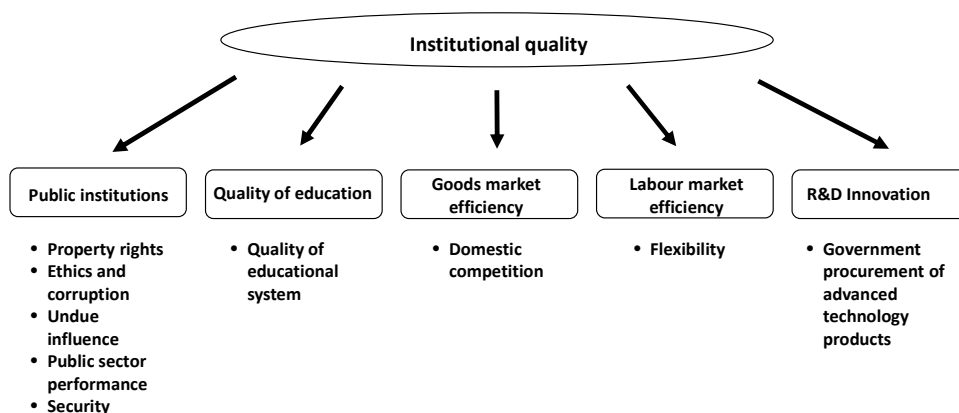 Institutional quality
Public institutions
Quality of education
Goods market
efficiency
Labour market
efficiency
R&D Innovation
• Property rights
• Ethics and
corruption
• Undue
influence
• Public sector
performance
• Security
• Quality of
educational
system
• Domestic
competition
• Flexibility
• Government
procurement of
advanced
technology
products